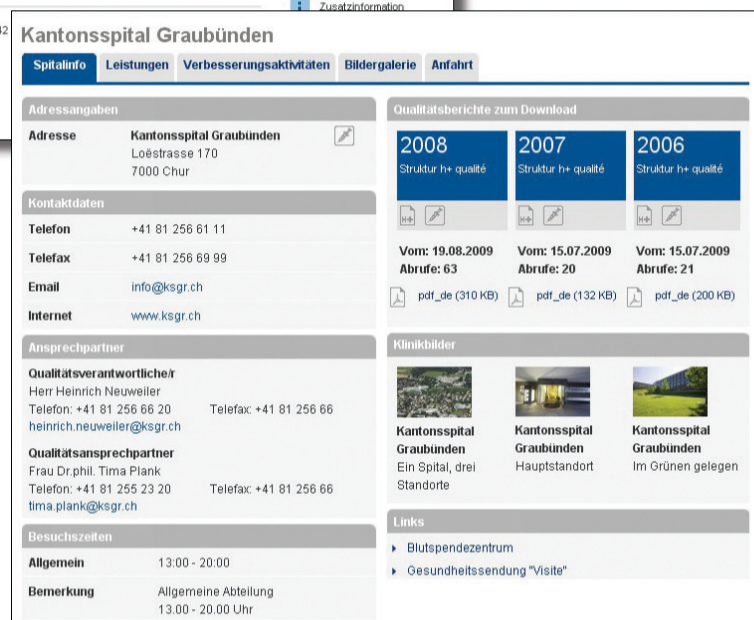 Zusatzinformation
42
Kantonsspital Graubünden
Spitalinfo Leistungen Verbesserungsaktivitäten Bildergalerie Anfahrt
Adressangaben
Adresse Kantonsspital Graubünden
Loëstrasse 170
7000 Chur
Kontaktdaten
Telefon +41 81 256 61 11
Telefax +41 81 256 69 99
Email info@ksgr.ch
Internet www.ksgr.ch
Ansprechpartner
Qualitätsverantwortliche/r
Herr Heinrich Neuweiler
Telefon: +41 81 256 66 20 Telefax: +41 81 256 66
heinrich.neuweiler@ksgr.ch
Qualitätsansprechpartner
Frau Dr.phil. Tima Plank
Telefon: +41 81 255 23 20 Telefax: +41 81 256 66
tima.plank@ksgr.ch
Besuchszeiten
Allgemein 13:00 - 20:00
Bemerkung Allgemeine Abteilung
13.00 - 20.00 Uhr
Qualitätsberichte zum Download
2008 2007 2006
Struktur h+ qualité Struktur h+ qualité Struktur h+ qualité
H+ H+ H+
Vom: 19.08.2009 Vom: 15.07.2009 Vom: 15.07.2009
Abrufe: 63 Abrufe: 20 Abrufe: 21
pdf_de (310 KB) pdf_de (132 KB) pdf_de (200 KB)
Klinikbilder
Kantonsspital Kantonsspital Kantonsspital
Graubünden Graubünden Graubünden
Ein Spital, drei Hauptstandort Im Grünen gelegen
Standorte
Links
Blutspendezentrum
Gesundheitssendung "Visite"